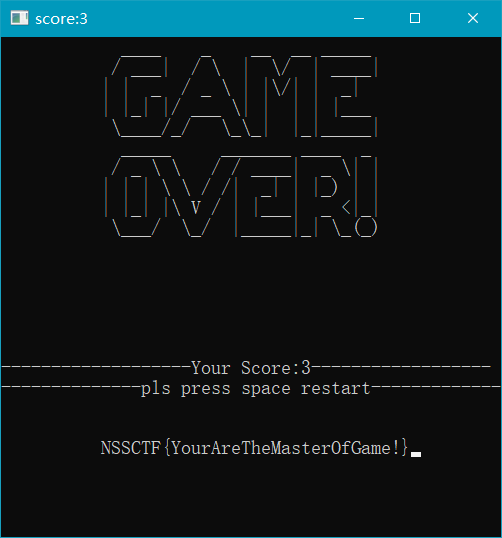 score:3
GAME
OVER!
-------------------Your Score:3------------------
--------------pls press space restart-------------
NSSCTF{YourAreTheMasterOfGame!}